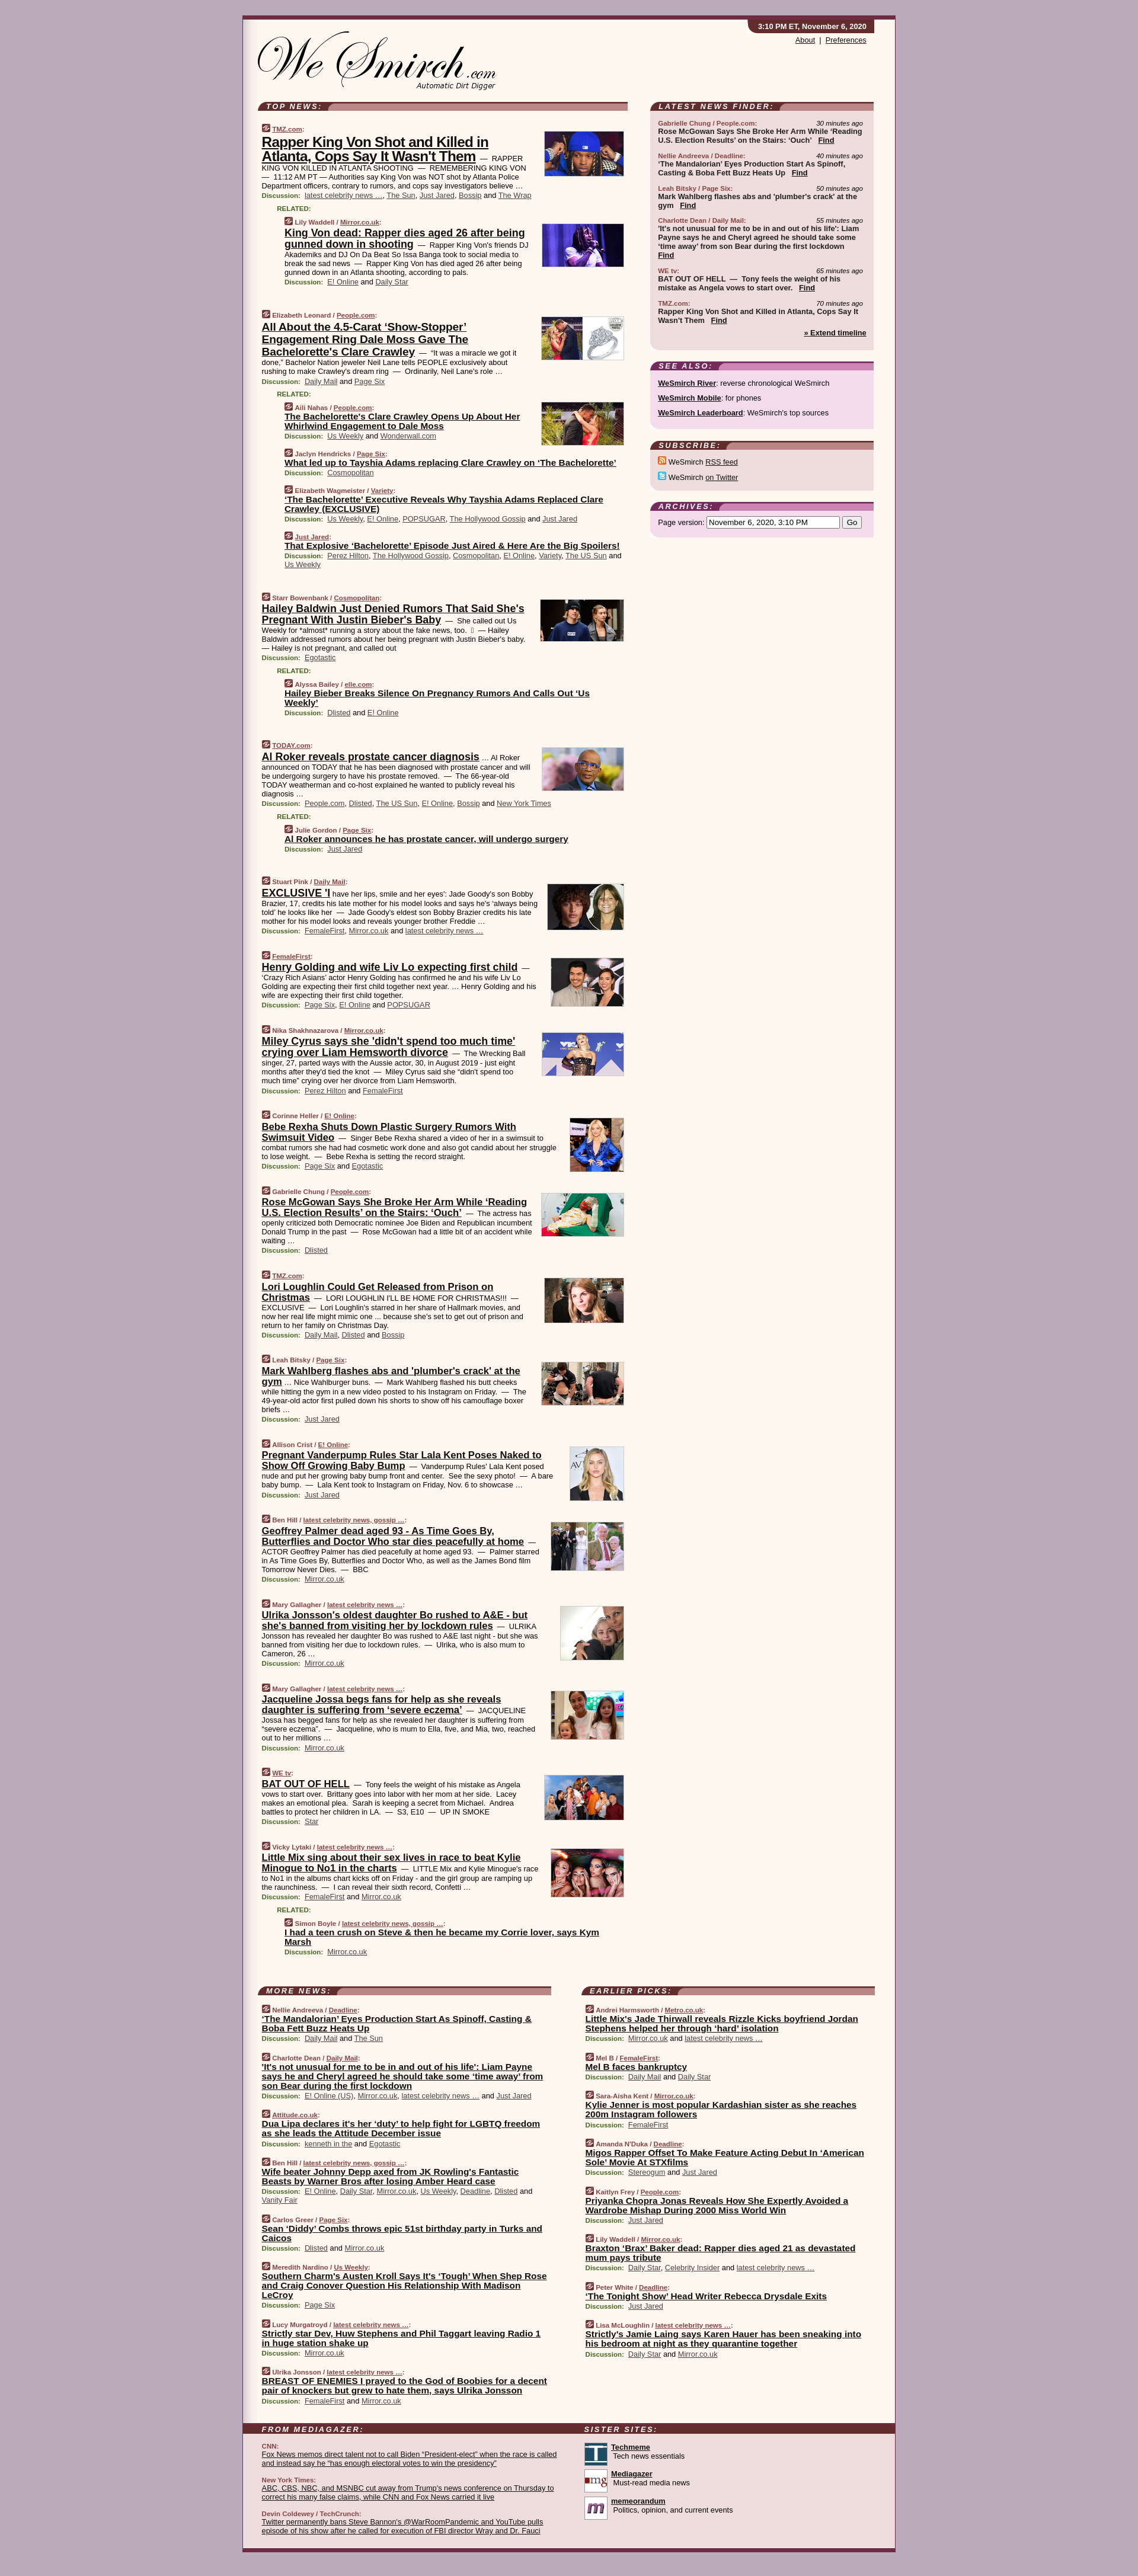 3:10 PM ET, November 6, 2020
About | Preferences
We Smirch .com
Automatic Dirt Digger
TOP NEWS:
TMZ.com:
Rapper King Von Shot and Killed in
Atlanta, Cops Say It Wasn't Them — RAPPER
KING VON KILLED IN ATLANTA SHOOTING — REMEMBERING KING VON
— 11:12 AM PT — Authorities say King Von was NOT shot by Atlanta Police
Department officers, contrary to rumors, and cops say investigators believe …
Discussion: latest celebrity news …, The Sun, Just Jared, Bossip and The Wrap
RELATED:
Lily Waddell / Mirror.co.uk:
King Von dead: Rapper dies aged 26 after being
gunned down in shooting — Rapper King Von's friends DJ
Akademiks and DJ On Da Beat So Issa Banga took to social media to
break the sad news — Rapper King Von has died aged 26 after being
gunned down in an Atlanta shooting, according to pals.
Discussion: E! Online and Daily Star
Elizabeth Leonard / People.com:
All About the 4.5-Carat ‘Show-Stopper’
Engagement Ring Dale Moss Gave The
Bachelorette's Clare Crawley — “It was a miracle we got it
done,” Bachelor Nation jeweler Neil Lane tells PEOPLE exclusively about
rushing to make Crawley's dream ring — Ordinarily, Neil Lane's role …
Discussion: Daily Mail and Page Six
RELATED:
Aili Nahas / People.com:
The Bachelorette's Clare Crawley Opens Up About Her
Whirlwind Engagement to Dale Moss
Discussion: Us Weekly and Wonderwall.com
Jaclyn Hendricks / Page Six:
What led up to Tayshia Adams replacing Clare Crawley on ‘The Bachelorette’
Discussion: Cosmopolitan
Elizabeth Wagmeister / Variety:
‘The Bachelorette’ Executive Reveals Why Tayshia Adams Replaced Clare
Crawley (EXCLUSIVE)
Discussion: Us Weekly, E! Online, POPSUGAR, The Hollywood Gossip and Just Jared
Just Jared:
That Explosive ‘Bachelorette’ Episode Just Aired & Here Are the Big Spoilers!
Discussion: Perez Hilton, The Hollywood Gossip, Cosmopolitan, E! Online, Variety, The US Sun and
Us Weekly
Starr Bowenbank / Cosmopolitan:
Hailey Baldwin Just Denied Rumors That Said She's
Pregnant With Justin Bieber's Baby — She called out Us
Weekly for *almost* running a story about the fake news, too. — Hailey
Baldwin addressed rumors about her being pregnant with Justin Bieber's baby.
— Hailey is not pregnant, and called out
Discussion: Egotastic
RELATED:
Alyssa Bailey / elle.com:
Hailey Bieber Breaks Silence On Pregnancy Rumors And Calls Out ‘Us
Weekly’
Discussion: Dlisted and E! Online
TODAY.com:
Al Roker reveals prostate cancer diagnosis … Al Roker
announced on TODAY that he has been diagnosed with prostate cancer and will
be undergoing surgery to have his prostate removed. — The 66-year-old
TODAY weatherman and co-host explained he wanted to publicly reveal his
diagnosis …
Discussion: People.com, Dlisted, The US Sun, E! Online, Bossip and New York Times
RELATED:
Julie Gordon / Page Six:
Al Roker announces he has prostate cancer, will undergo surgery
Discussion: Just Jared
Stuart Pink / Daily Mail:
EXCLUSIVE 'I have her lips, smile and her eyes': Jade Goody's son Bobby
Brazier, 17, credits his late mother for his model looks and says he's ‘always being
told’ he looks like her — Jade Goody's eldest son Bobby Brazier credits his late
mother for his model looks and reveals younger brother Freddie …
Discussion: FemaleFirst, Mirror.co.uk and latest celebrity news …
FemaleFirst:
Henry Golding and wife Liv Lo expecting first child —
‘Crazy Rich Asians’ actor Henry Golding has confirmed he and his wife Liv Lo
Golding are expecting their first child together next year. … Henry Golding and his
wife are expecting their first child together.
Discussion: Page Six, E! Online and POPSUGAR
Nika Shakhnazarova / Mirror.co.uk:
Miley Cyrus says she 'didn't spend too much time'
crying over Liam Hemsworth divorce — The Wrecking Ball
singer, 27, parted ways with the Aussie actor, 30, in August 2019 - just eight
months after they'd tied the knot — Miley Cyrus said she “didn't spend too
much time” crying over her divorce from Liam Hemsworth.
Discussion: Perez Hilton and FemaleFirst
Corinne Heller / E! Online:
Bebe Rexha Shuts Down Plastic Surgery Rumors With
Swimsuit Video — Singer Bebe Rexha shared a video of her in a swimsuit to
combat rumors she had had cosmetic work done and also got candid about her struggle
to lose weight. — Bebe Rexha is setting the record straight.
Discussion: Page Six and Egotastic
Gabrielle Chung / People.com:
Rose McGowan Says She Broke Her Arm While ‘Reading
U.S. Election Results’ on the Stairs: ‘Ouch’ — The actress has
openly criticized both Democratic nominee Joe Biden and Republican incumbent
Donald Trump in the past — Rose McGowan had a little bit of an accident while
waiting …
Discussion: Dlisted
TMZ.com:
Lori Loughlin Could Get Released from Prison on
Christmas — LORI LOUGHLIN I'LL BE HOME FOR CHRISTMAS!!! —
EXCLUSIVE — Lori Loughlin's starred in her share of Hallmark movies, and
now her real life might mimic one ... because she's set to get out of prison and
return to her family on Christmas Day.
Discussion: Daily Mail, Dlisted and Bossip
Leah Bitsky / Page Six:
Mark Wahlberg flashes abs and 'plumber's crack' at the
gym … Nice Wahlburger buns. — Mark Wahlberg flashed his butt cheeks
while hitting the gym in a new video posted to his Instagram on Friday. — The
49-year-old actor first pulled down his shorts to show off his camouflage boxer
briefs …
Discussion: Just Jared
Allison Crist / E! Online:
Pregnant Vanderpump Rules Star Lala Kent Poses Naked to
Show Off Growing Baby Bump — Vanderpump Rules' Lala Kent posed
nude and put her growing baby bump front and center. See the sexy photo! — A bare
baby bump. — Lala Kent took to Instagram on Friday, Nov. 6 to showcase …
Discussion: Just Jared
Ben Hill / latest celebrity news, gossip …:
Geoffrey Palmer dead aged 93 - As Time Goes By,
Butterflies and Doctor Who star dies peacefully at home —
ACTOR Geoffrey Palmer has died peacefully at home aged 93. — Palmer starred
in As Time Goes By, Butterflies and Doctor Who, as well as the James Bond film
Tomorrow Never Dies. — BBC
Discussion: Mirror.co.uk
Mary Gallagher / latest celebrity news …:
Ulrika Jonsson's oldest daughter Bo rushed to A&E - but
she's banned from visiting her by lockdown rules — ULRIKA
Jonsson has revealed her daughter Bo was rushed to A&E last night - but she was
banned from visiting her due to lockdown rules. — Ulrika, who is also mum to
Cameron, 26 …
Discussion: Mirror.co.uk
Mary Gallagher / latest celebrity news …:
Jacqueline Jossa begs fans for help as she reveals
daughter is suffering from ‘severe eczema’ — JACQUELINE
Jossa has begged fans for help as she revealed her daughter is suffering from
“severe eczema”. — Jacqueline, who is mum to Ella, five, and Mia, two, reached
out to her millions …
Discussion: Mirror.co.uk
WE tv:
BAT OUT OF HELL — Tony feels the weight of his mistake as Angela
vows to start over. Brittany goes into labor with her mom at her side. Lacey
makes an emotional plea. Sarah is keeping a secret from Michael. Andrea
battles to protect her children in LA. — S3, E10 — UP IN SMOKE
Discussion: Star
Vicky Lytaki / latest celebrity news …:
Little Mix sing about their sex lives in race to beat Kylie
Minogue to No1 in the charts — LITTLE Mix and Kylie Minogue's race
to No1 in the albums chart kicks off on Friday - and the girl group are ramping up
the raunchiness. — I can reveal their sixth record, Confetti …
Discussion: FemaleFirst and Mirror.co.uk
RELATED:
Simon Boyle / latest celebrity news, gossip …:
I had a teen crush on Steve & then he became my Corrie lover, says Kym
Marsh
Discussion: Mirror.co.uk
LATEST NEWS FINDER:
Gabrielle Chung / People.com: 30 minutes ago
Rose McGowan Says She Broke Her Arm While ‘Reading
U.S. Election Results’ on the Stairs: ‘Ouch’ Find
Nellie Andreeva / Deadline: 40 minutes ago
‘The Mandalorian’ Eyes Production Start As Spinoff,
Casting & Boba Fett Buzz Heats Up Find
Leah Bitsky / Page Six: 50 minutes ago
Mark Wahlberg flashes abs and 'plumber's crack' at the
gym Find
Charlotte Dean / Daily Mail: 55 minutes ago
'It's not unusual for me to be in and out of his life': Liam
Payne says he and Cheryl agreed he should take some
‘time away’ from son Bear during the first lockdown
Find
WE tv: 65 minutes ago
BAT OUT OF HELL — Tony feels the weight of his
mistake as Angela vows to start over. Find
TMZ.com: 70 minutes ago
Rapper King Von Shot and Killed in Atlanta, Cops Say It
Wasn't Them Find
» Extend timeline
SEE ALSO:
WeSmirch River: reverse chronological WeSmirch
WeSmirch Mobile: for phones
WeSmirch Leaderboard: WeSmirch's top sources
SUBSCRIBE:
WeSmirch RSS feed
WeSmirch on Twitter
ARCHIVES:
Page version: November 6, 2020, 3:10 PM Go
MORE NEWS:
Nellie Andreeva / Deadline:
‘The Mandalorian’ Eyes Production Start As Spinoff, Casting &
Boba Fett Buzz Heats Up
Discussion: Daily Mail and The Sun
Charlotte Dean / Daily Mail:
'It's not unusual for me to be in and out of his life': Liam Payne
says he and Cheryl agreed he should take some ‘time away’ from
son Bear during the first lockdown
Discussion: E! Online (US), Mirror.co.uk, latest celebrity news … and Just Jared
Attitude.co.uk:
Dua Lipa declares it's her ‘duty’ to help fight for LGBTQ freedom
as she leads the Attitude December issue
Discussion: kenneth in the and Egotastic
Ben Hill / latest celebrity news, gossip …:
Wife beater Johnny Depp axed from JK Rowling's Fantastic
Beasts by Warner Bros after losing Amber Heard case
Discussion: E! Online, Daily Star, Mirror.co.uk, Us Weekly, Deadline, Dlisted and
Vanity Fair
Carlos Greer / Page Six:
Sean ‘Diddy’ Combs throws epic 51st birthday party in Turks and
Caicos
Discussion: Dlisted and Mirror.co.uk
Meredith Nardino / Us Weekly:
Southern Charm's Austen Kroll Says It's ‘Tough’ When Shep Rose
and Craig Conover Question His Relationship With Madison
LeCroy
Discussion: Page Six
Lucy Murgatroyd / latest celebrity news …:
Strictly star Dev, Huw Stephens and Phil Taggart leaving Radio 1
in huge station shake up
Discussion: Mirror.co.uk
Ulrika Jonsson / latest celebrity news …:
BREAST OF ENEMIES I prayed to the God of Boobies for a decent
pair of knockers but grew to hate them, says Ulrika Jonsson
Discussion: FemaleFirst and Mirror.co.uk
EARLIER PICKS:
Andrei Harmsworth / Metro.co.uk:
Little Mix's Jade Thirwall reveals Rizzle Kicks boyfriend Jordan
Stephens helped her through ‘hard’ isolation
Discussion: Mirror.co.uk and latest celebrity news …
Mel B / FemaleFirst:
Mel B faces bankruptcy
Discussion: Daily Mail and Daily Star
Sara-Aisha Kent / Mirror.co.uk:
Kylie Jenner is most popular Kardashian sister as she reaches
200m Instagram followers
Discussion: FemaleFirst
Amanda N'Duka / Deadline:
Migos Rapper Offset To Make Feature Acting Debut In ‘American
Sole’ Movie At STXfilms
Discussion: Stereogum and Just Jared
Kaitlyn Frey / People.com:
Priyanka Chopra Jonas Reveals How She Expertly Avoided a
Wardrobe Mishap During 2000 Miss World Win
Discussion: Just Jared
Lily Waddell / Mirror.co.uk:
Braxton ‘Brax’ Baker dead: Rapper dies aged 21 as devastated
mum pays tribute
Discussion: Daily Star, Celebrity Insider and latest celebrity news …
Peter White / Deadline:
‘The Tonight Show’ Head Writer Rebecca Drysdale Exits
Discussion: Just Jared
Lisa McLoughlin / latest celebrity news …:
Strictly's Jamie Laing says Karen Hauer has been sneaking into
his bedroom at night as they quarantine together
Discussion: Daily Star and Mirror.co.uk
FROM MEDIAGAZER:
CNN:
Fox News memos direct talent not to call Biden “President-elect” when the race is called
and instead say he “has enough electoral votes to win the presidency”
New York Times:
ABC, CBS, NBC, and MSNBC cut away from Trump's news conference on Thursday to
correct his many false claims, while CNN and Fox News carried it live
Devin Coldewey / TechCrunch:
Twitter permanently bans Steve Bannon's @WarRoomPandemic and YouTube pulls
episode of his show after he called for execution of FBI director Wray and Dr. Fauci
SISTER SITES:
T
Techmeme
Tech news essentials
mg
Mediagazer
Must-read media news
m
memeorandum
Politics, opinion, and current events